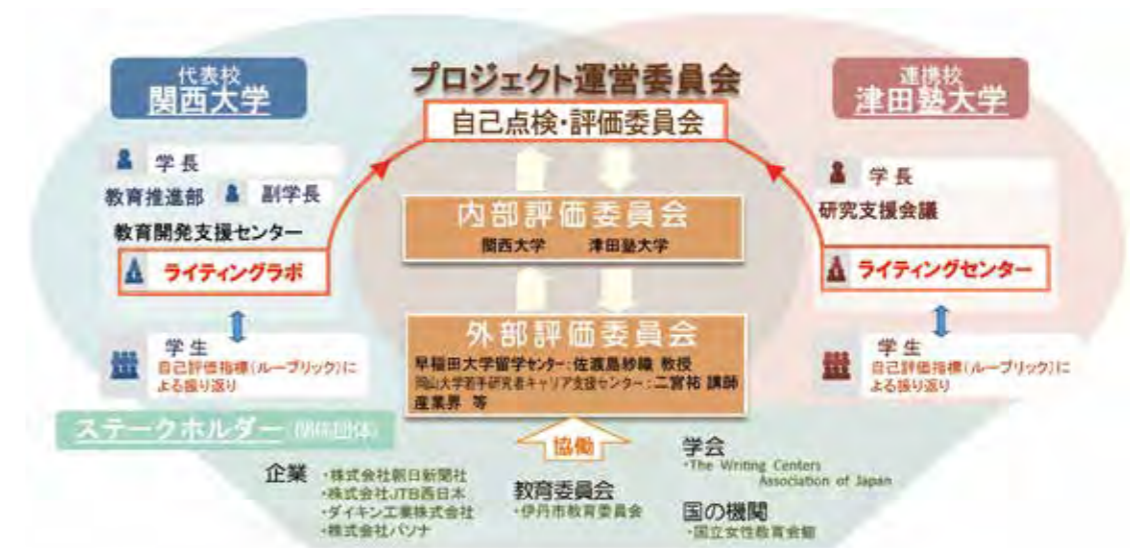 代表校
関西大学
学長
教育推進部 副学長
教育開発支援センター
ライティングラボ
学生
自己評価指標(ルーブリック)に
よる振り返り
プロジェクト運営委員会
自己点検・評価委員会
内部評価委員会
関西大学 津田塾大学
外部評価委員会
早稲田大学留学センター:佐渡島紗織 教授
岡山大学若手研究者キャリア支援センター:二宮祐 講師
産業界 等
連携校
津田塾大学
学長
研究支援会議
ライティングセンター
学生
自己評価指標(ルーブリック)に
よる振り返り
ステークホルダー(関係団体)
協働
企業
・株式会社朝日新聞社
・株式会社JTB西日本
・ダイキン工業株式会社
・株式会社パソナ
教育委員会
・伊丹市教育委員会
学会
・The Writing Centers
Association of Japan
国の機関
・国立女性教育会館